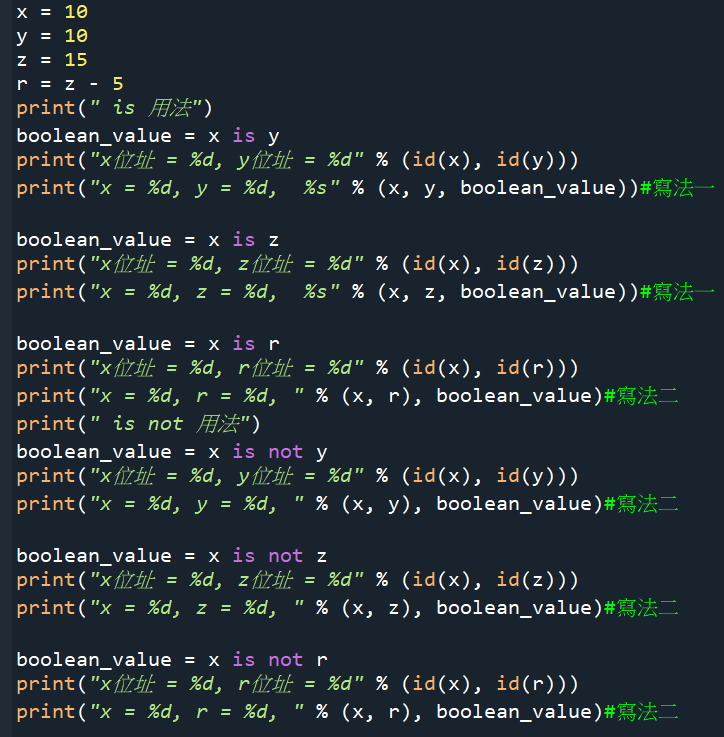 x = 10
y = 10
z = 15
r = z - 5
print(" is 用法")
boolean_value = x is y
print("x位址 = %d, y位址 = %d" % (id(x), id(y)))
print("x = %d, y = %d,  %s" % (x, y, boolean_value))#寫法一
boolean_value = x is z
print("x位址 = %d, z位址 = %d" % (id(x), id(z)))
print("x = %d, z = %d,  %s" % (x, z, boolean_value))#寫法一
boolean_value = x is r
print("x位址 = %d, r位址 = %d" % (id(x), id(r)))
print("x = %d, r = %d, " % (x, r), boolean_value)#寫法二
print(" is not 用法")
boolean_value = x is not y
print("x位址 = %d, y位址 = %d" % (id(x), id(y)))
print("x = %d, y = %d, " % (x, y), boolean_value)#寫法二
boolean_value = x is not z
print("x位址 = %d, z位址 = %d" % (id(x), id(z)))
print("x = %d, z = %d, " % (x, z), boolean_value)#寫法二
boolean_value = x is not r
print("x位址 = %d, r位址 = %d" % (id(x), id(r)))
print("x = %d, r = %d, " % (x, r), boolean_value)#寫法二